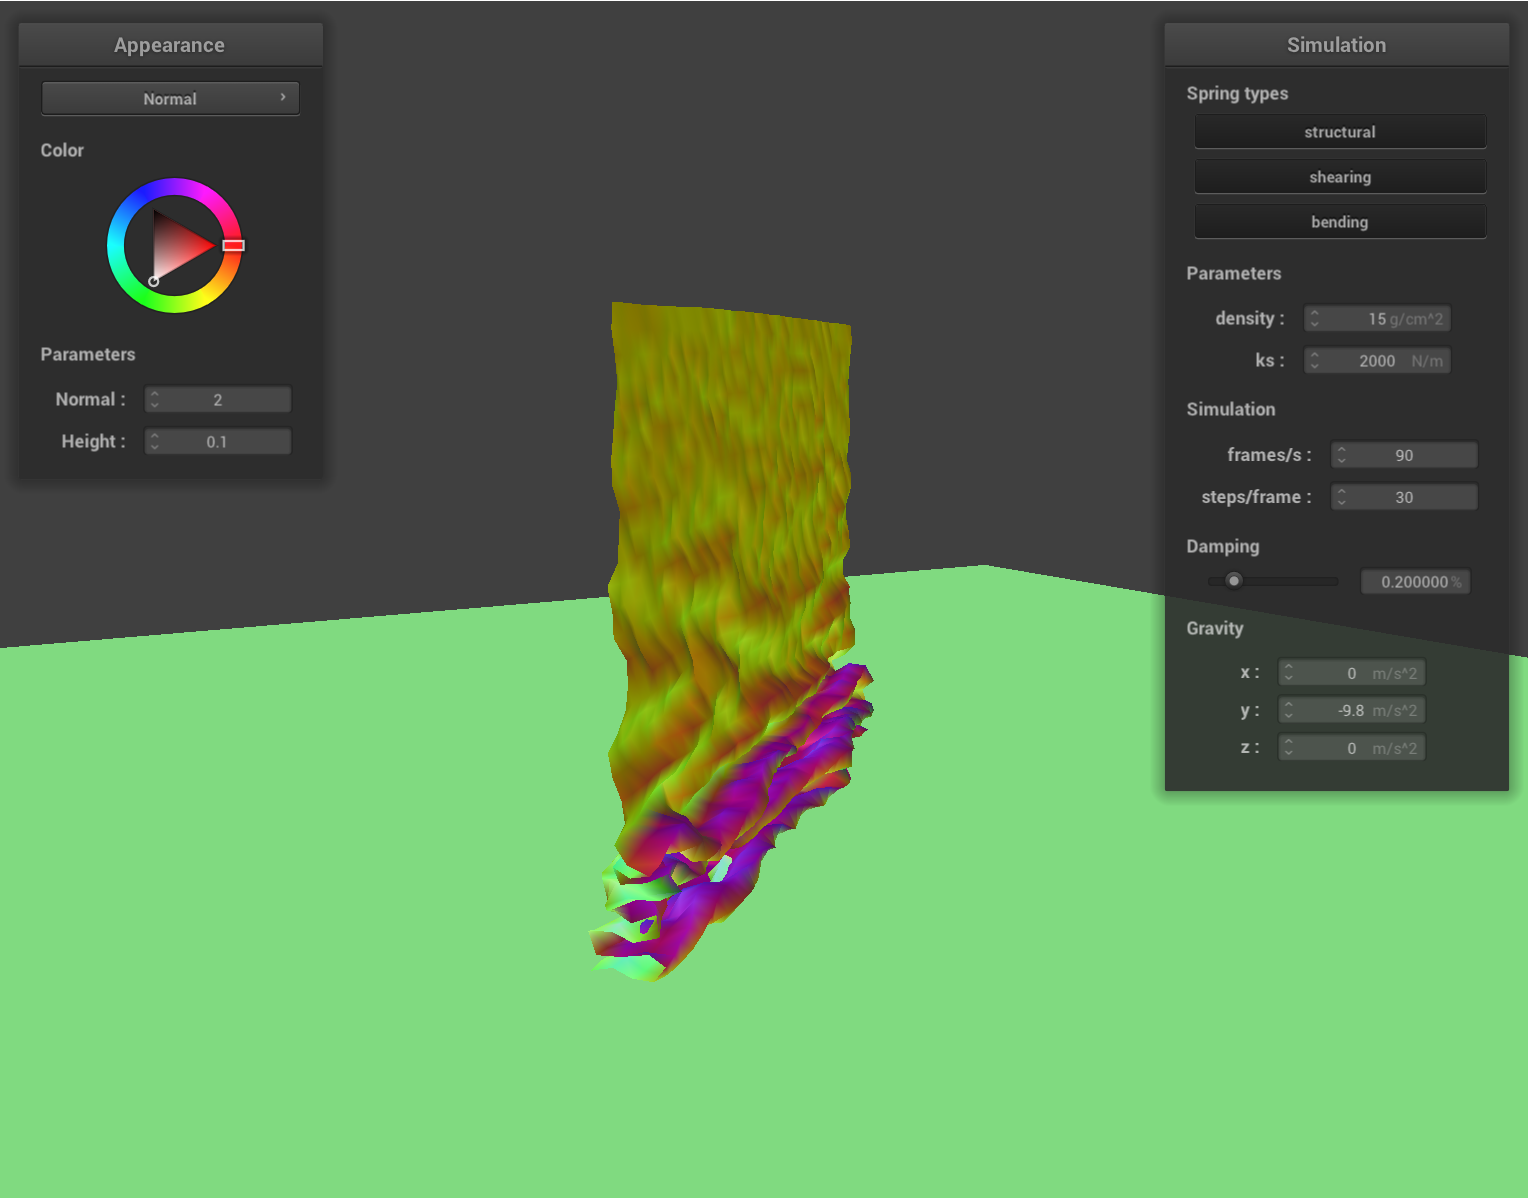 Appearance
Normal
Color
Parameters
Normal : 2
Height : 0.1
Simulation
Spring types
structural
shearing
bending
Parameters
density : 15 g/cm^2
ks : 2000 N/m
Simulation
frames/s : 90
steps/frame : 30
Damping
0.200000 %
Gravity
x : 0 m/s^2
y : -9.8 m/s^2
z : 0 m/s^2